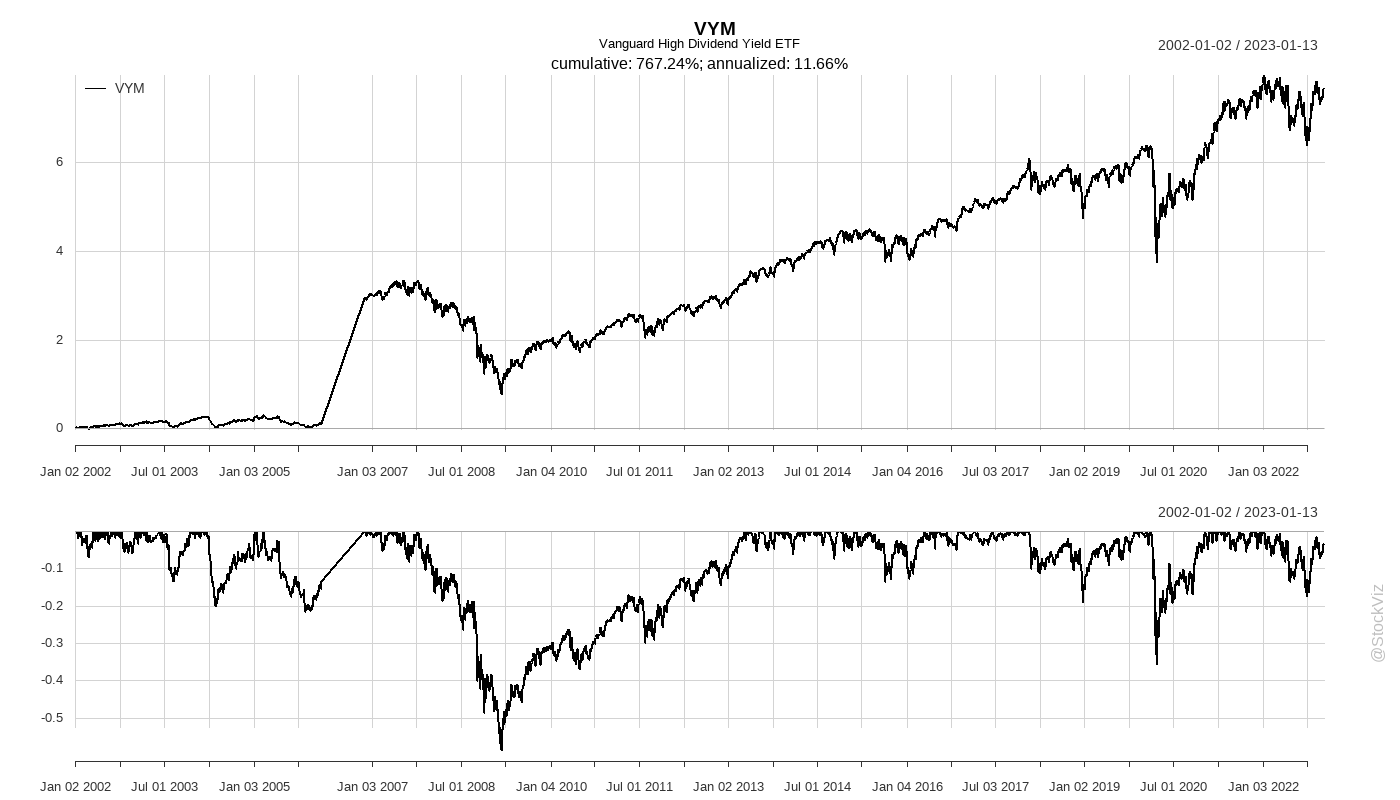 VYM
Vanguard High Dividend Yield ETF
2002-01-02 / 2023-01-13
cumulative: 767.24%; annualized: 11.66%
VYM
6
4
2
0
Jan 02 2002 Jul 01 2003 Jan 03 2005 Jan 03 2007 Jul 01 2008 Jan 04 2010 Jul 01 2011 Jan 02 2013 Jul 01 2014 Jan 04 2016 Jul 03 2017 Jan 02 2019 Jul 01 2020 Jan 03 2022
2002-01-02 / 2023-01-13
-0.1
-0.2
-0.3
-0.4
-0.5
Jan 02 2002 Jul 01 2003 Jan 03 2005 Jan 03 2007 Jul 01 2008 Jan 04 2010 Jul 01 2011 Jan 02 2013 Jul 01 2014 Jan 04 2016 Jul 03 2017 Jan 02 2019 Jul 01 2020 Jan 03 2022
@StockViz